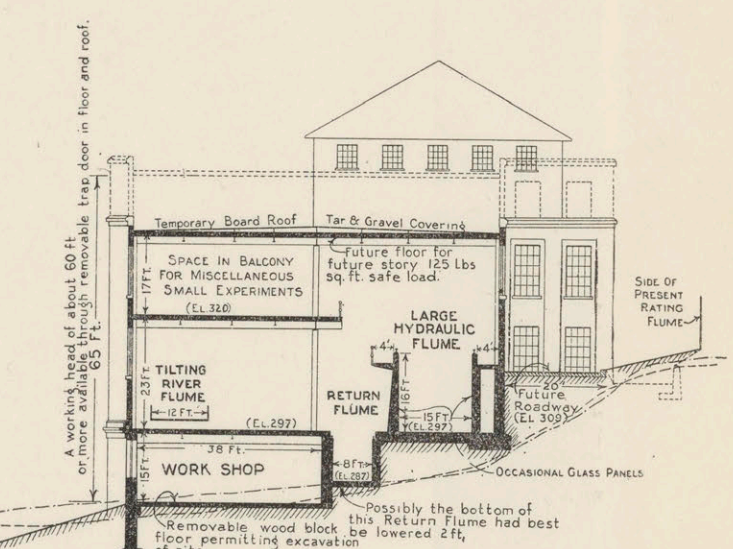 A working head of about 60 ft
or more available through removable trap door in floor and roof.
65 Ft.
Temporary Board Roof
Tar & Gravel Covering
Future floor for
future story 125 Lbs
sq. ft. safe load.
17 FT.
SPACE IN BALCONY
FOR MISCELLANEOUS
SMALL EXPERIMENTS
(EL.320)
LARGE
HYDRAULIC
FLUME
SIDE OF
PRESENT
RATING
FLUME
23 FT.
TILTING
RIVER
FLUME
12 FT.
(EL.297)
RETURN
FLUME
4'
4'
16 FT
15 FT
(EL.297)
20
Future
Roadway
(EL 309)
15 FT.
38 Ft.
WORK SHOP
8 FT
(EL.287)
OCCASIONAL GLASS PANELS
Possibly the bottom of
this Return Flume had best
be lowered 2ft,
Removable wood block
floor permitting excavation